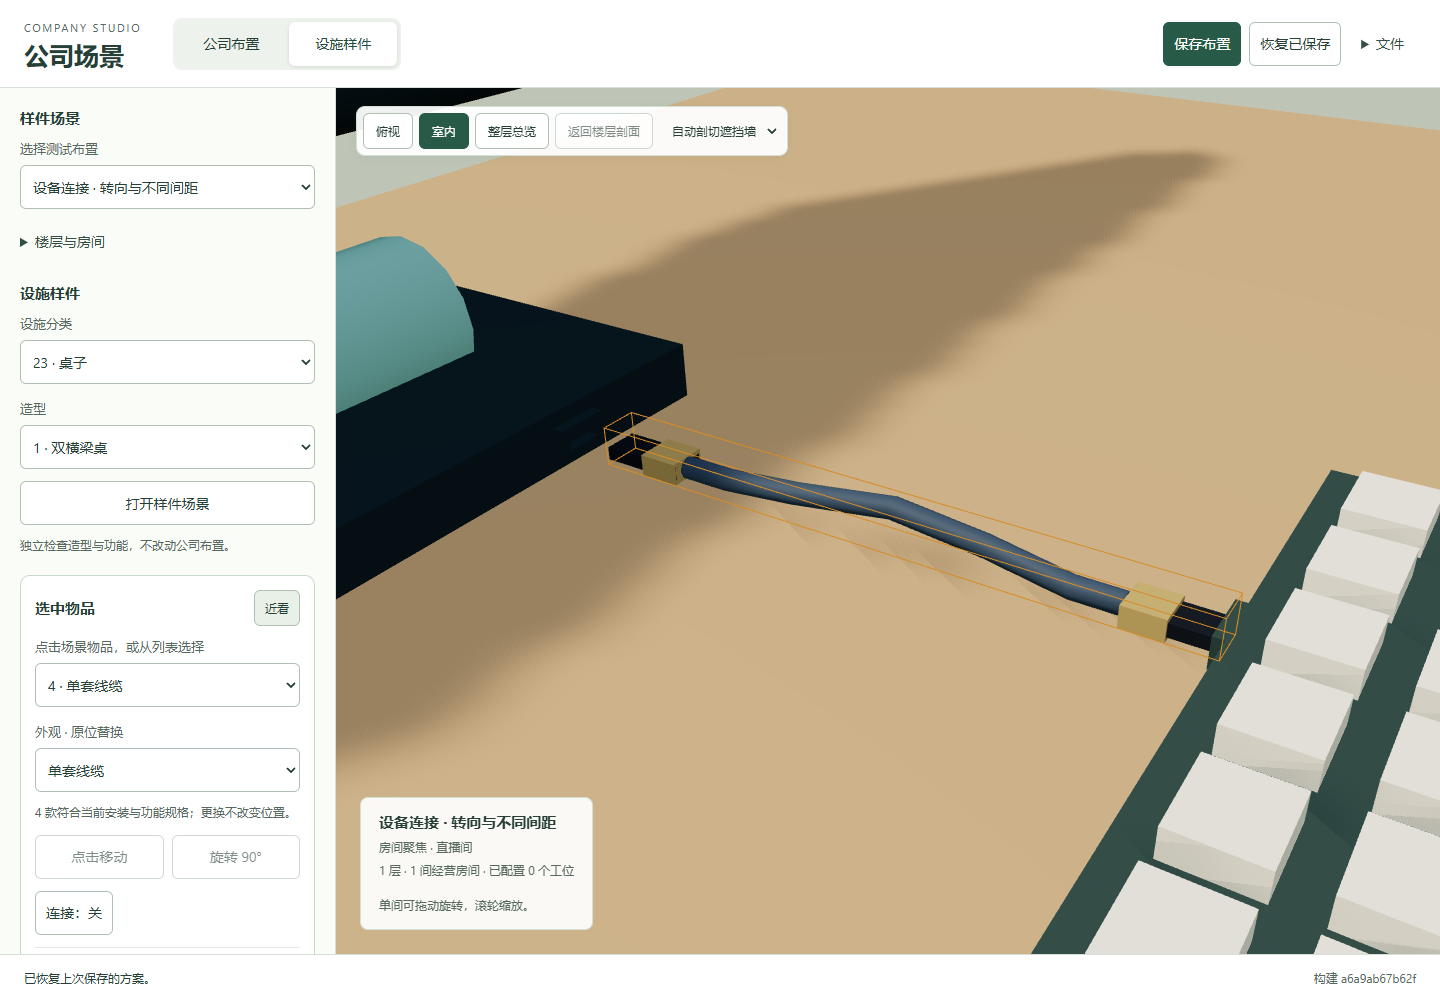 COMPANY STUDIO
公司场景
公司布置
设施样件
保存布置
恢复已保存
▶ 文件
样件场景
选择测试布置
设备连接 · 转向与不同间距
▶ 楼层与房间
设施样件
设施分类
23 · 桌子
造型
1 · 双横梁桌
打开样件场景
独立检查造型与功能，不改动公司布置。
选中物品
近看
点击场景物品，或从列表选择
4 · 单套线缆
外观 · 原位替换
单套线缆
4 款符合当前安装与功能规格；更换不改变位置。
点击移动
旋转 90°
连接：关
俯视
室内
整层总览
返回楼层剖面
自动剖切遮挡墙
设备连接 · 转向与不同间距
房间聚焦 · 直播间
1 层 · 1 间经营房间 · 已配置 0 个工位
单间可拖动旋转，滚轮缩放。
已恢复上次保存的方案。
构建 a6a9ab67b62f